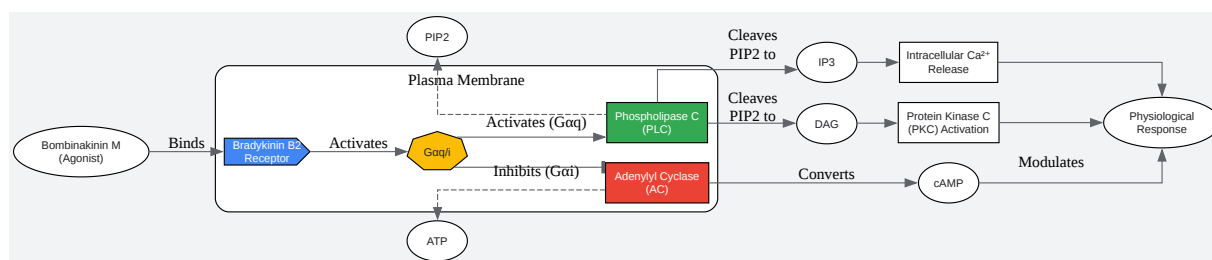 PIP2
Plasma Membrane
Bombinakinin M
(Agonist)
Binds
Bradykinin B2
Receptor
Activates
Gαq/i
Activates (Gαq)
Inhibits (Gαi)
Phospholipase C
(PLC)
Adenylyl Cyclase
(AC)
ATP
Cleaves
PIP2 to
IP3
Intracellular Ca²⁺
Release
Cleaves
PIP2 to
DAG
Protein Kinase C
(PKC) Activation
Converts
cAMP
Modulates
Physiological
Response